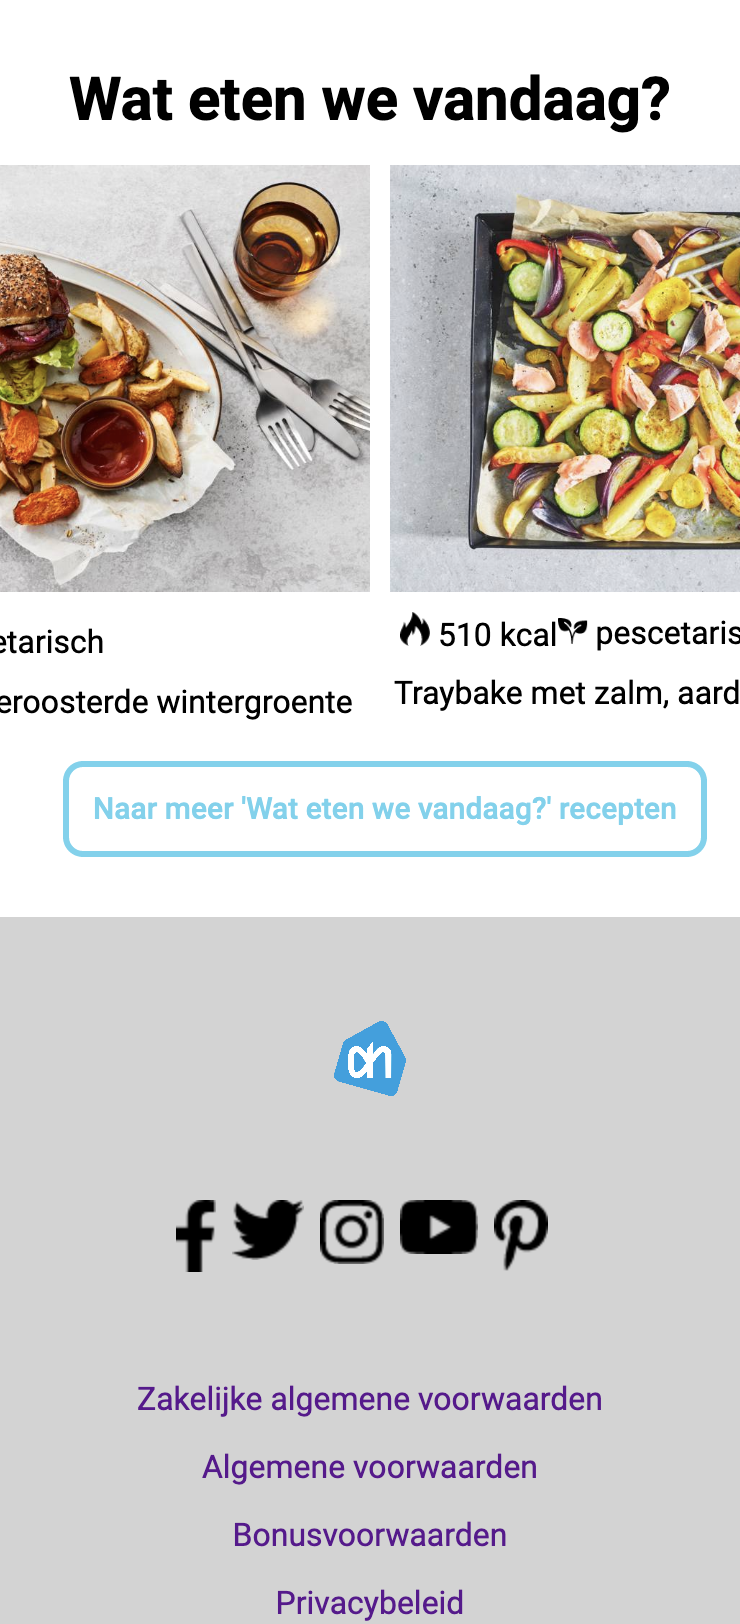 Wat eten we vandaag?
etarisch
eroosterde wintergroente
510 kcal pescetaris
Traybake met zalm, aard
Naar meer 'Wat eten we vandaag?' recepten
ah
Zakelijke algemene voorwaarden
Algemene voorwaarden
Bonusvoorwaarden
Privacybeleid